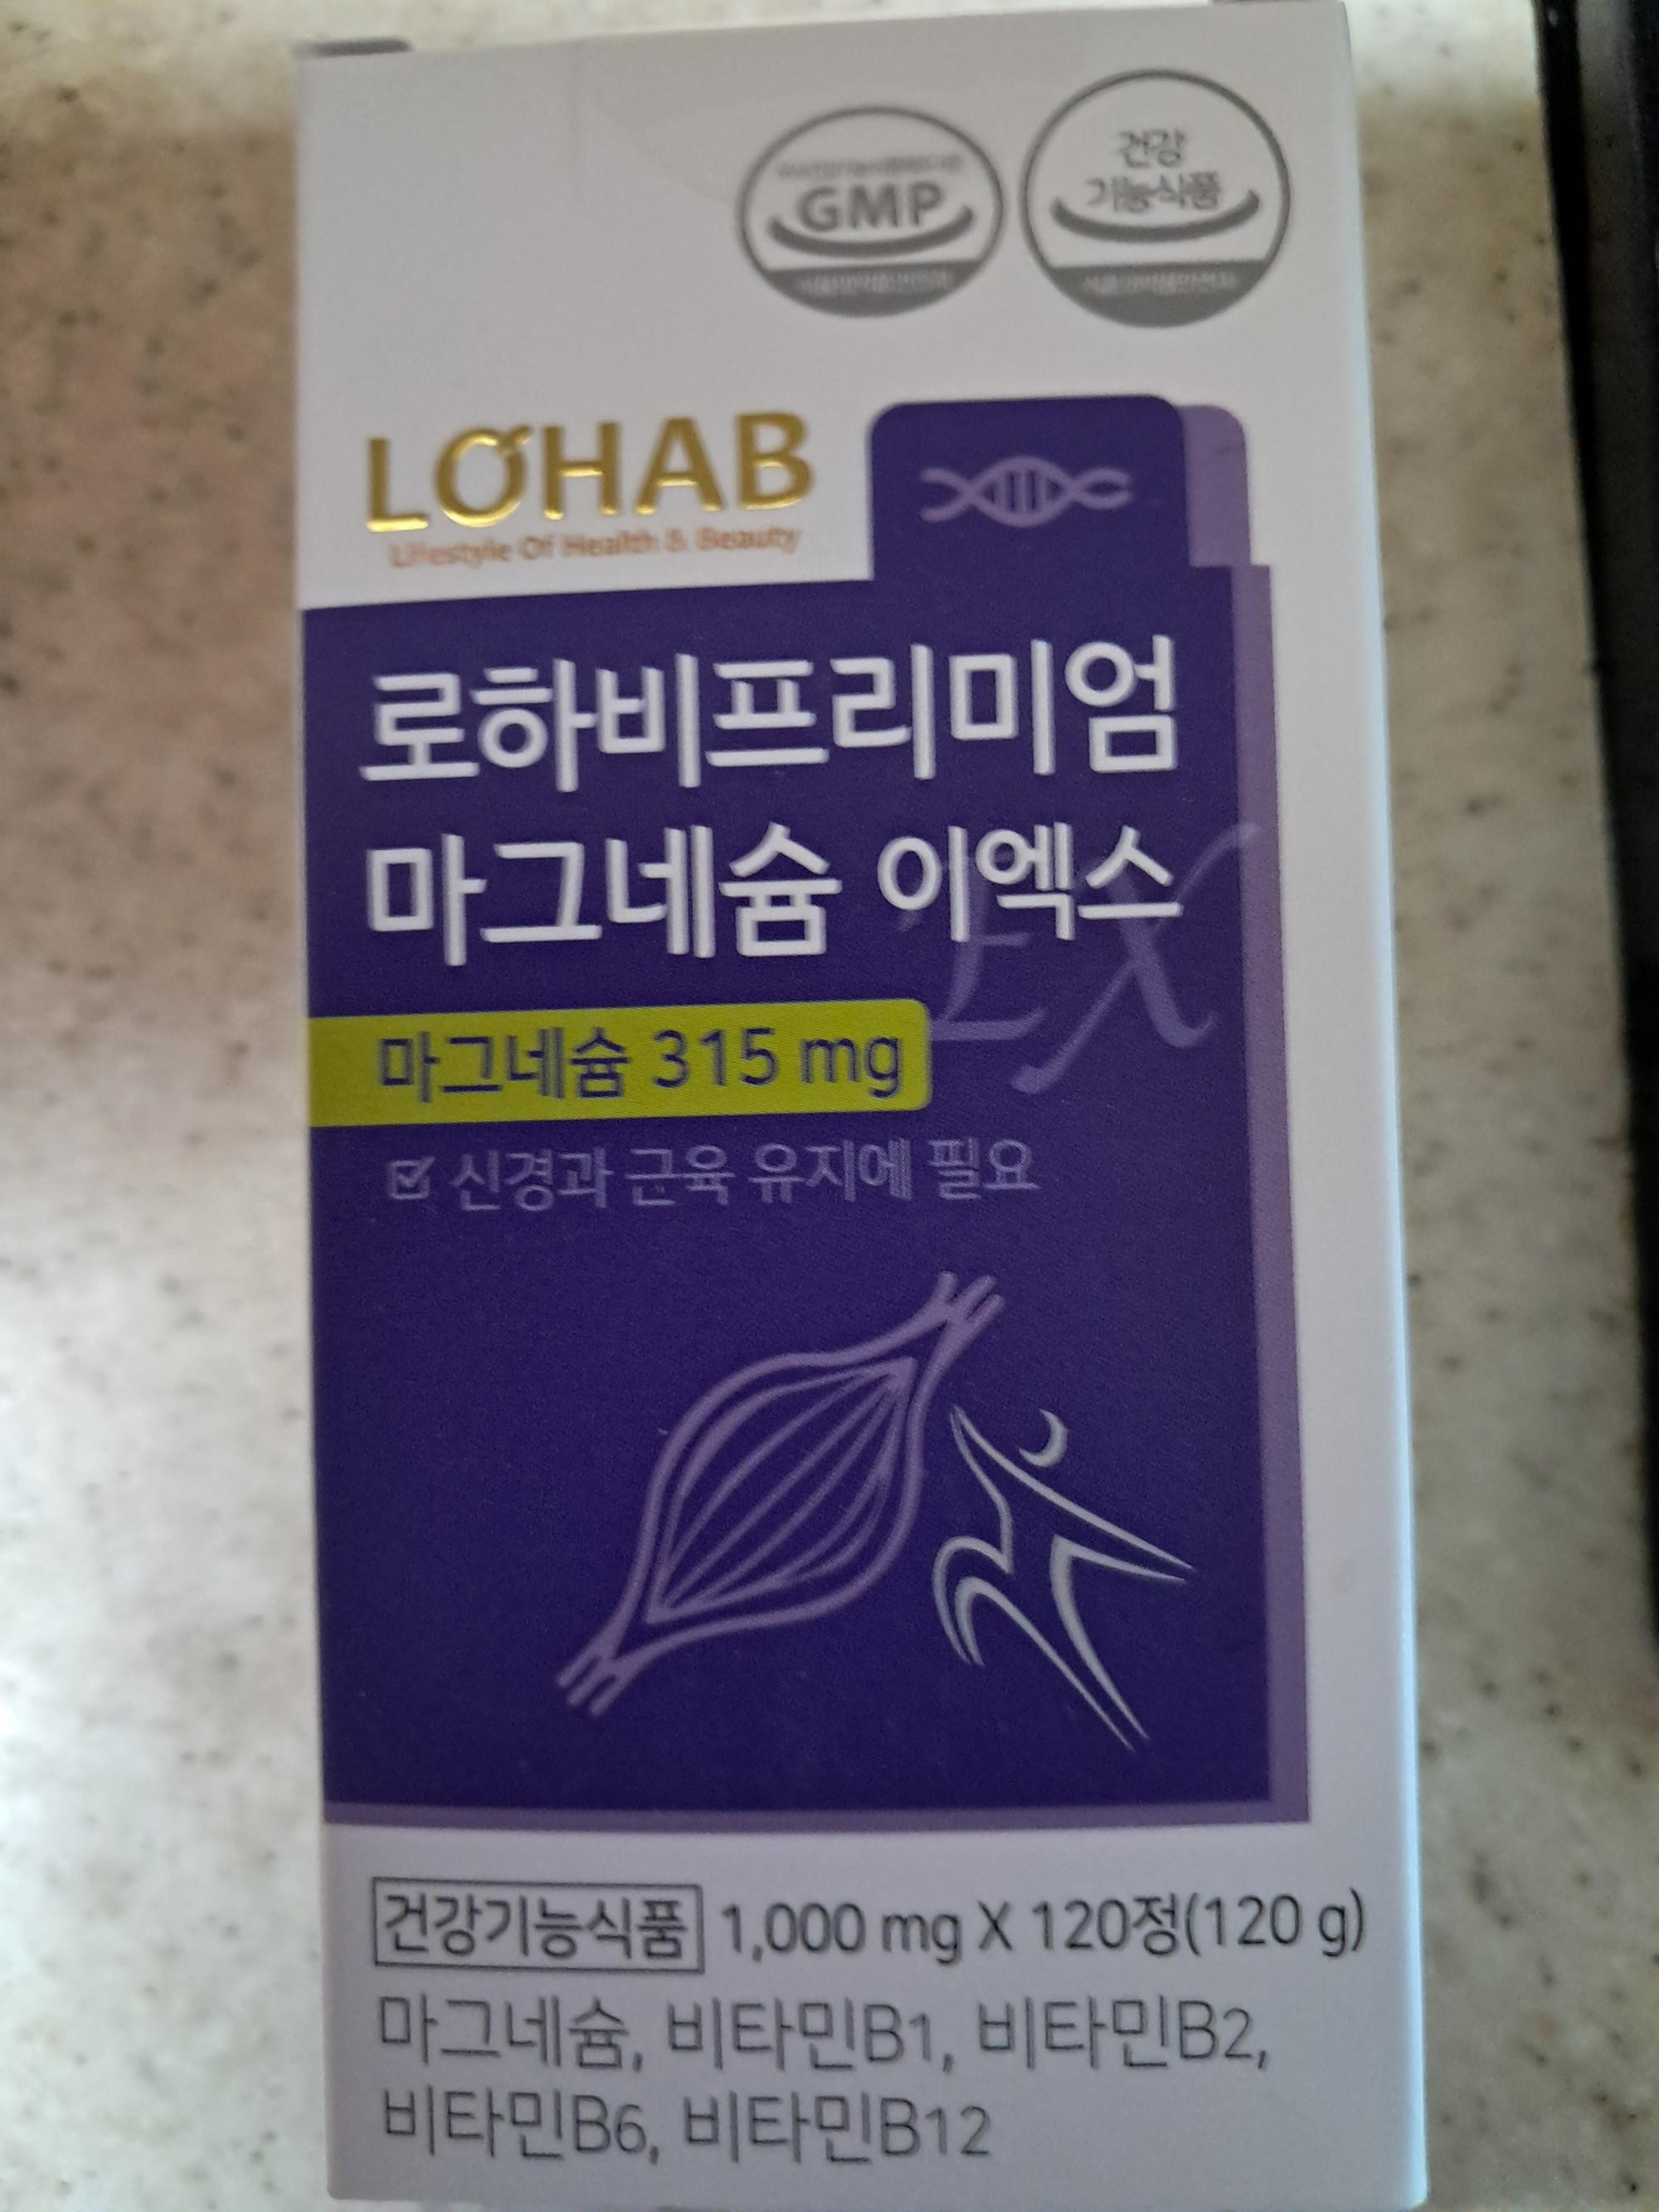 GMP
건강
기능식품
LOHAB
Lifestyle Of Health & Beauty
로하비프리미엄
마그네슘 이엑스
EX
마그네슘 315 mg
신경과 근육 유지에 필요
건강기능식품 1,000 mg X 120정(120 g)
마그네슘, 비타민B1, 비타민B2,
비타민B6, 비타민B12